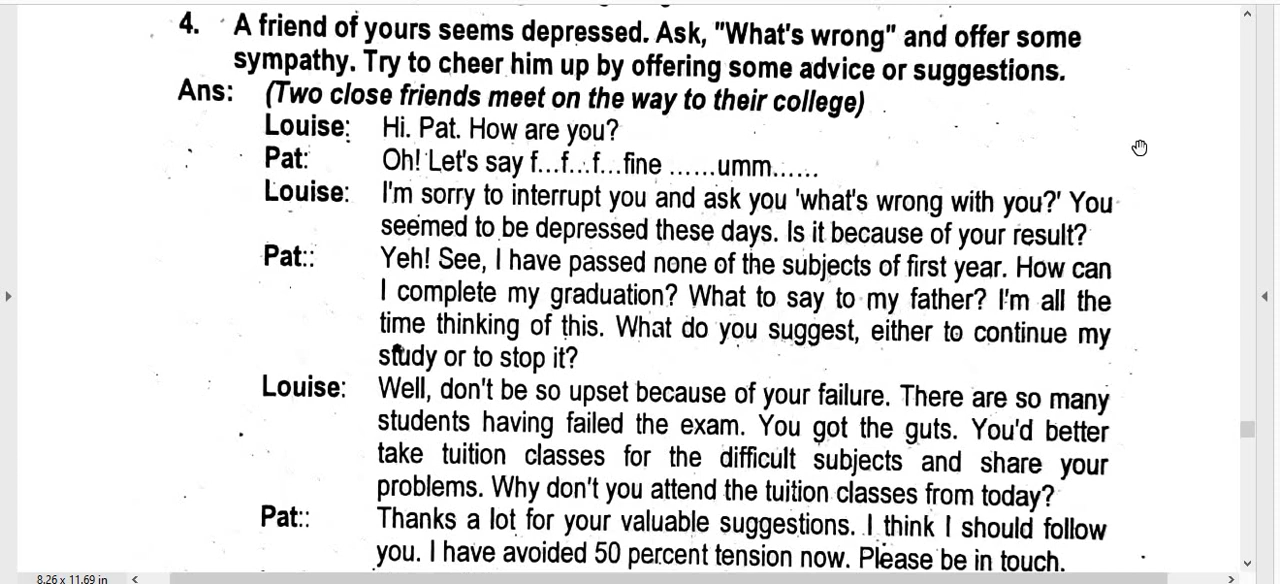 4. A friend of yours seems depressed. Ask, "What's wrong" and offer some
sympathy. Try to cheer him up by offering some advice or suggestions.
Ans: (Two close friends meet on the way to their college)
Louise: Hi. Pat. How are you?
Pat: Oh! Let's say f...f...f...fine ......umm......
Louise: I'm sorry to interrupt you and ask you 'what's wrong with you?' You
seemed to be depressed these days. Is it because of your result?
Pat:: Yeh! See, I have passed none of the subjects of first year. How can
I complete my graduation? What to say to my father? I'm all the
time thinking of this. What do you suggest, either to continue my
study or to stop it?
Louise: Well, don't be so upset because of your failure. There are so many
students having failed the exam. You got the guts. You'd better
take tuition classes for the difficult subjects and share your
problems. Why don't you attend the tuition classes from today?
Pat:: Thanks a lot for your valuable suggestions. I think I should follow
you. I have avoided 50 percent tension now. Please be in touch.
8.26 x 11.69 in